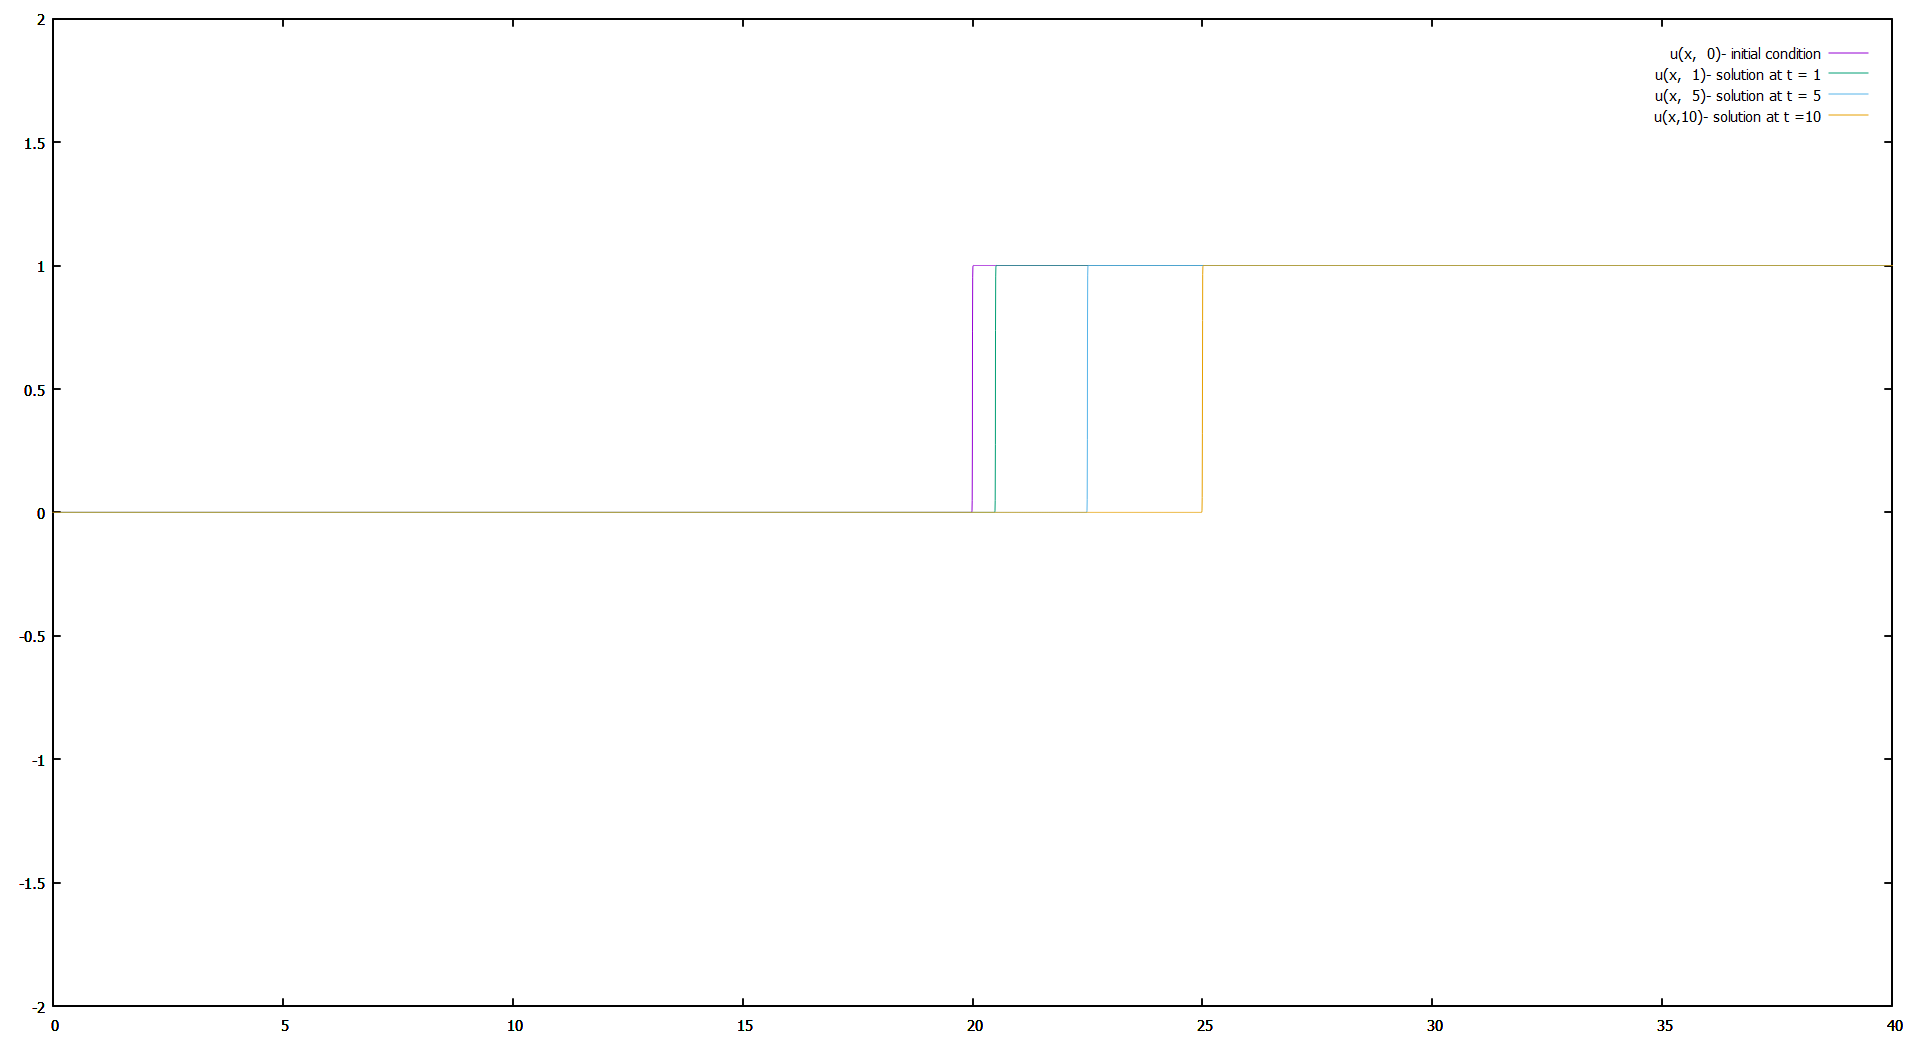 2
1.5
1
0.5
0
-0.5
-1
-1.5
-2
u(x,  0)- initial condition
u(x,  1)- solution at t = 1
u(x,  5)- solution at t = 5
u(x,10)- solution at t =10
0 5 10 15 20 25 30 35 40